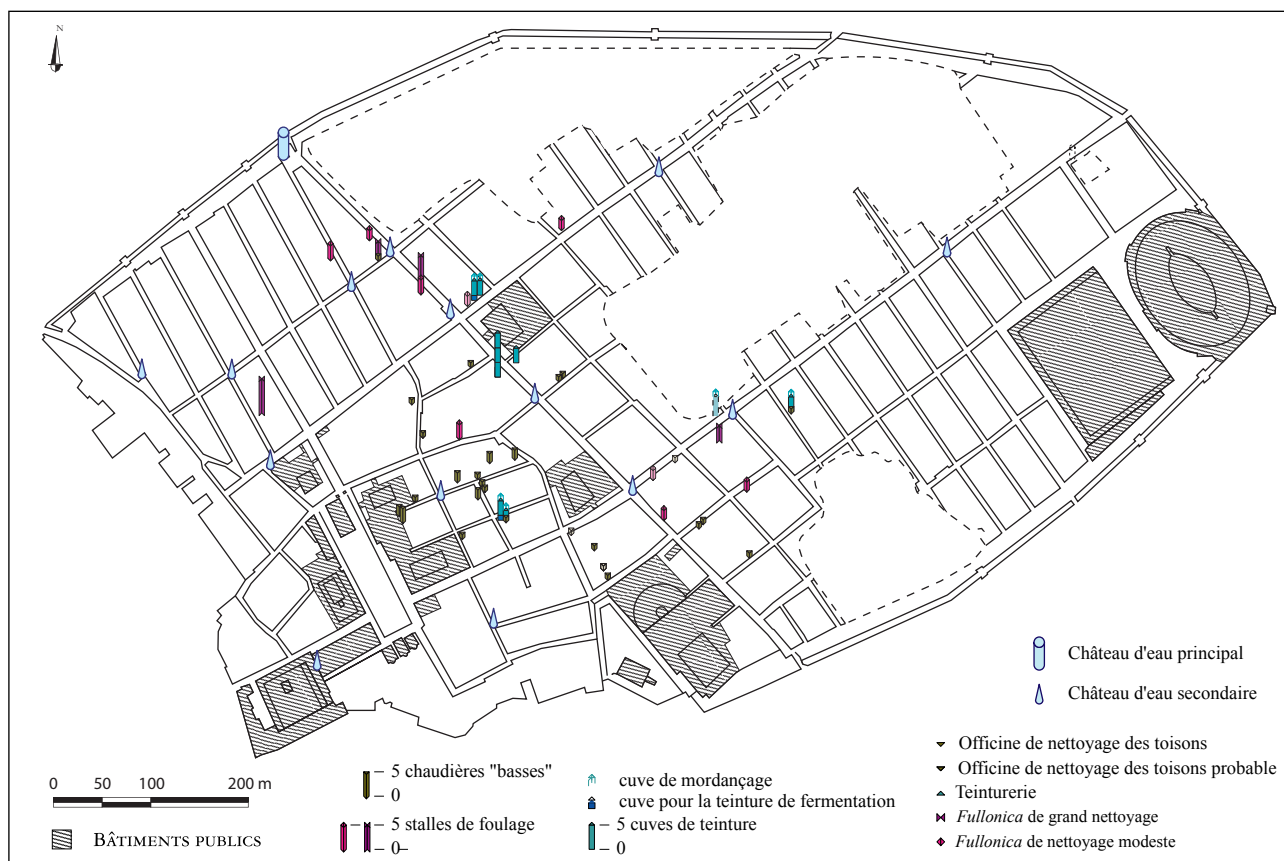 N
Château d'eau principal
Château d'eau secondaire
0 50 100 200 m
BÂTIMENTS PUBLICS
5 chaudières "basses"
0
5 stalles de foulage
0
cuve de mordançage
cuve pour la teinture de fermentation
5 cuves de teinture
0
Officine de nettoyage des toisons
Officine de nettoyage des toisons probable
Teinturerie
Fullonica de grand nettoyage
Fullonica de nettoyage modeste